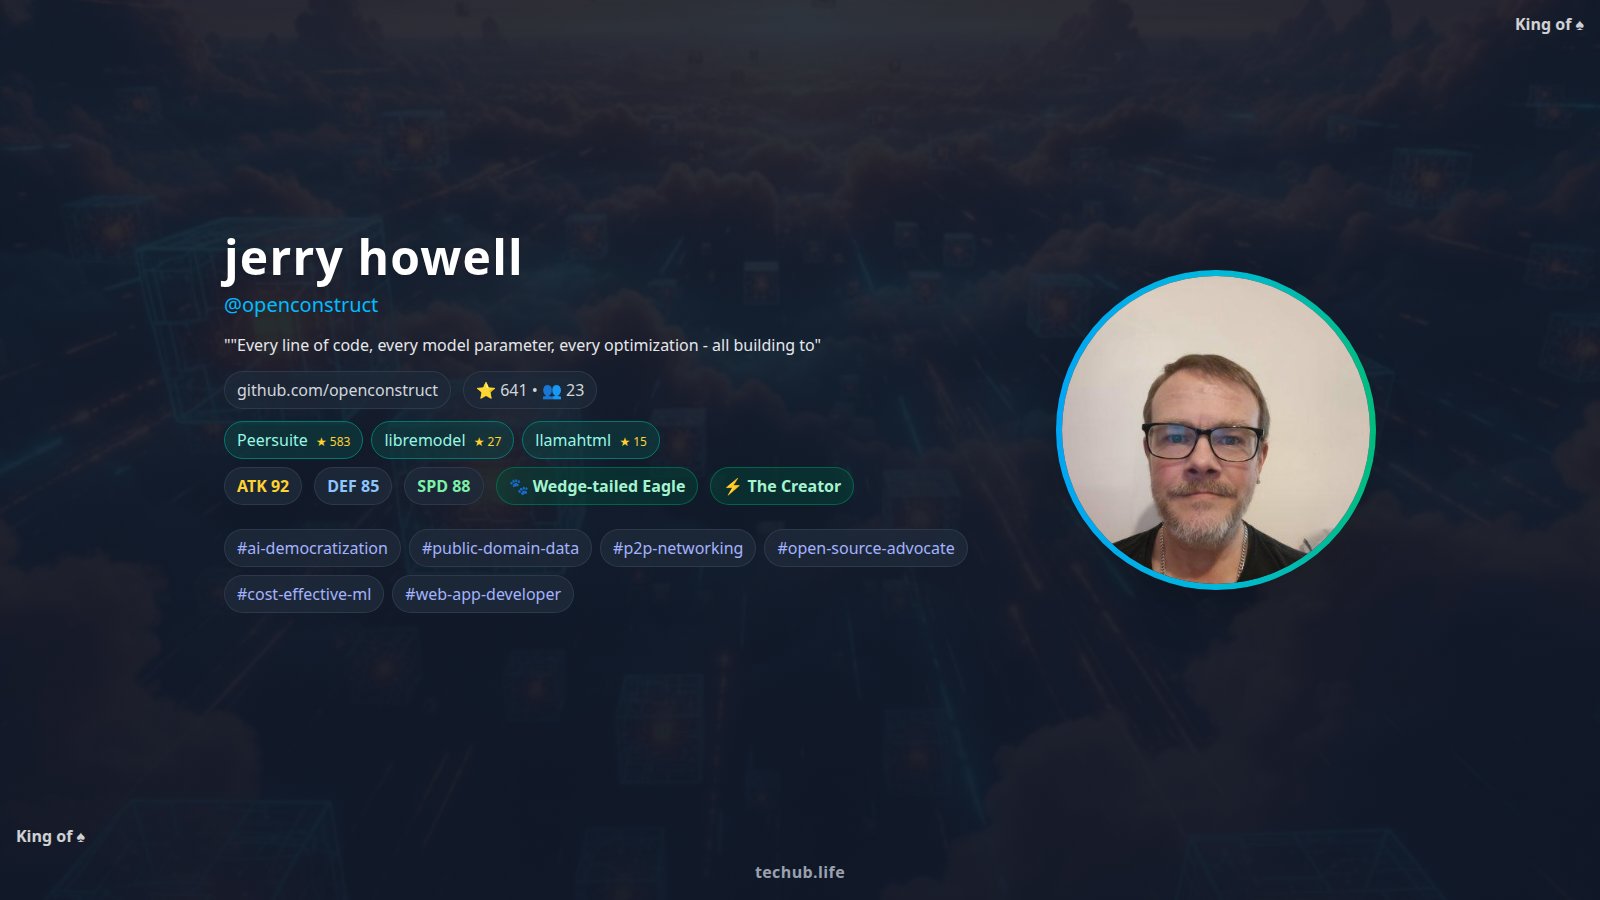 King of ♠
jerry howell
@openconstruct
""Every line of code, every model parameter, every optimization - all building to"
github.com/openconstruct ⭐ 641 • 👥 23
Peersuite ★ 583 libremodel ★ 27 llamahtml ★ 15
ATK 92 DEF 85 SPD 88 🐾 Wedge-tailed Eagle ⚡ The Creator
#ai-democratization #public-domain-data #p2p-networking #open-source-advocate
#cost-effective-ml #web-app-developer
King of ♠
techub.life